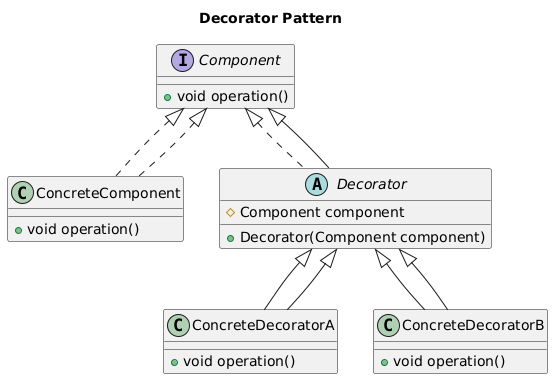 Decorator Pattern
I Component
void operation()
C ConcreteComponent
void operation()
A Decorator
Component component
Decorator(Component component)
C ConcreteDecoratorA
void operation()
C ConcreteDecoratorB
void operation()